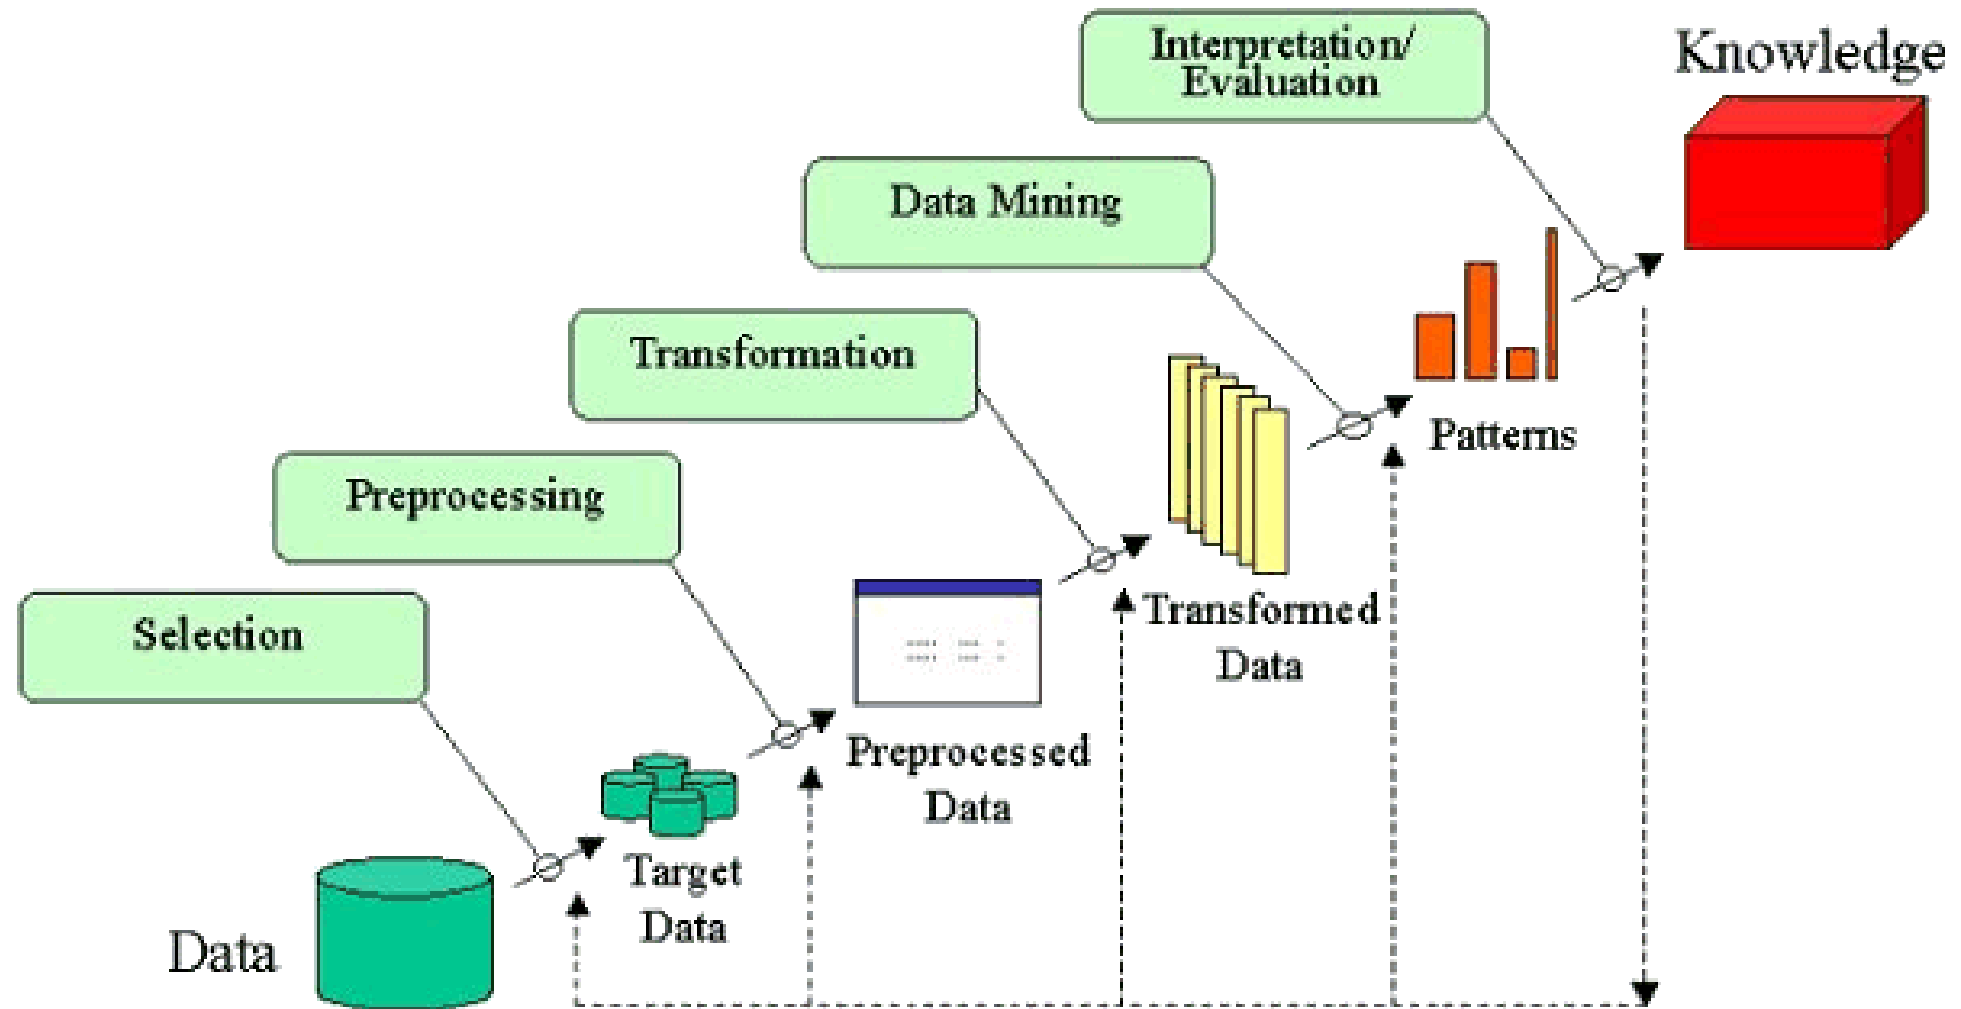 Interpretation/
Evaluation
Knowledge
Data Mining
Transformation
Patterns
Preprocessing
Transformed
Data
Selection
Preprocessed
Data
Target
Data
Data